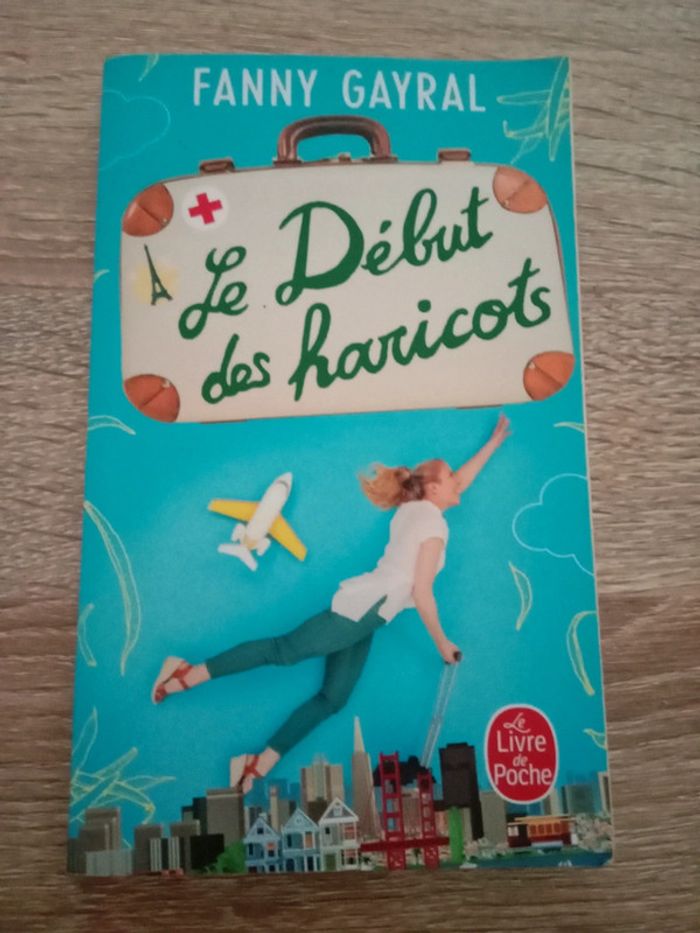 FANNY GAYRAL
Le Début
des haricots
Le
Livre
de
Poche